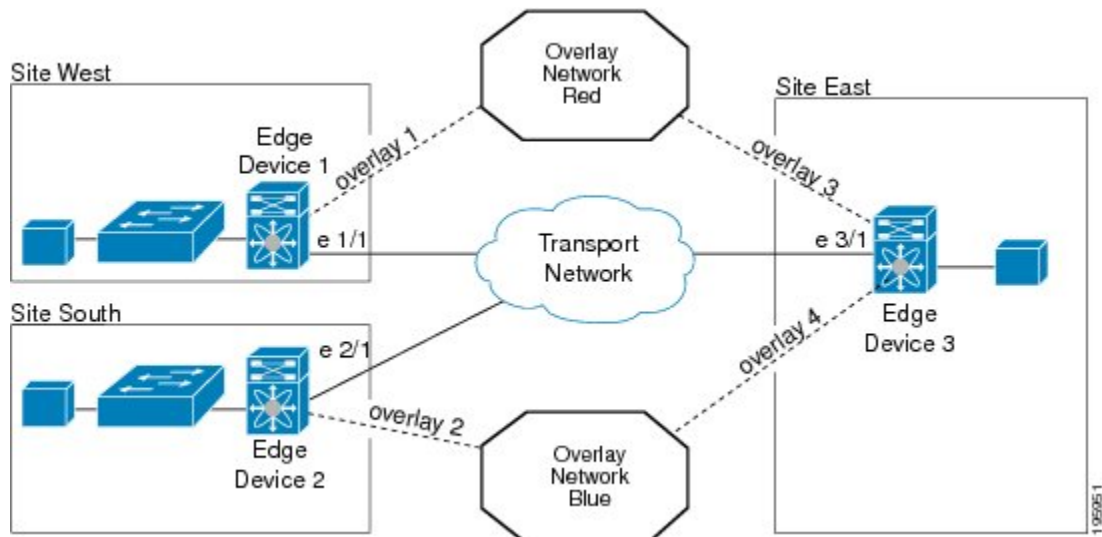 Overlay
Network
Red
Site West
Site East
Edge
Device 1
overlay 1
overlay 3
e 1/1
Transport
Network
e 3/1
Site South
e 2/1
Edge
Device 3
overlay 4
overlay 2
Edge
Device 2
Overlay
Network
Blue
195951